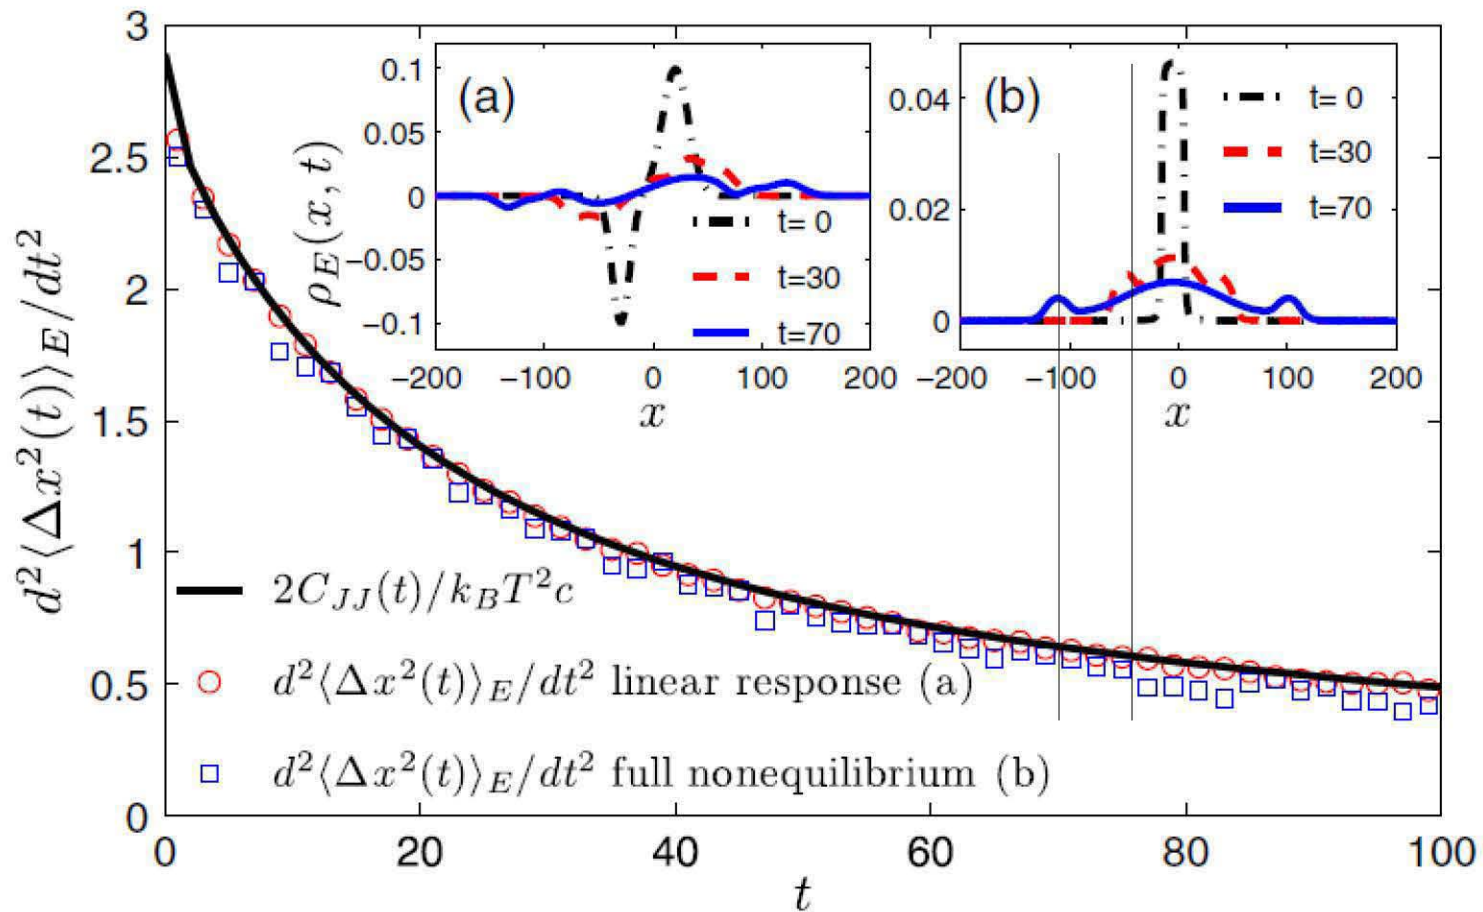 3
2.5
2
1.5
1
0.5
0
0
20
40
60
80
100
t
d²⟨Δx²(t)⟩_E/dt²
(a)
0.1
0.05
0
−0.05
−0.1
ρ_E(x, t)
t= 0
t=30
t=70
−200
−100
0
100
200
x
(b)
0.04
0.02
0
t= 0
t=30
t=70
−200
−100
0
100
200
x
2C_{JJ}(t)/k_BT²c
d²⟨Δx²(t)⟩_E/dt² linear response (a)
d²⟨Δx²(t)⟩_E/dt² full nonequilibrium (b)